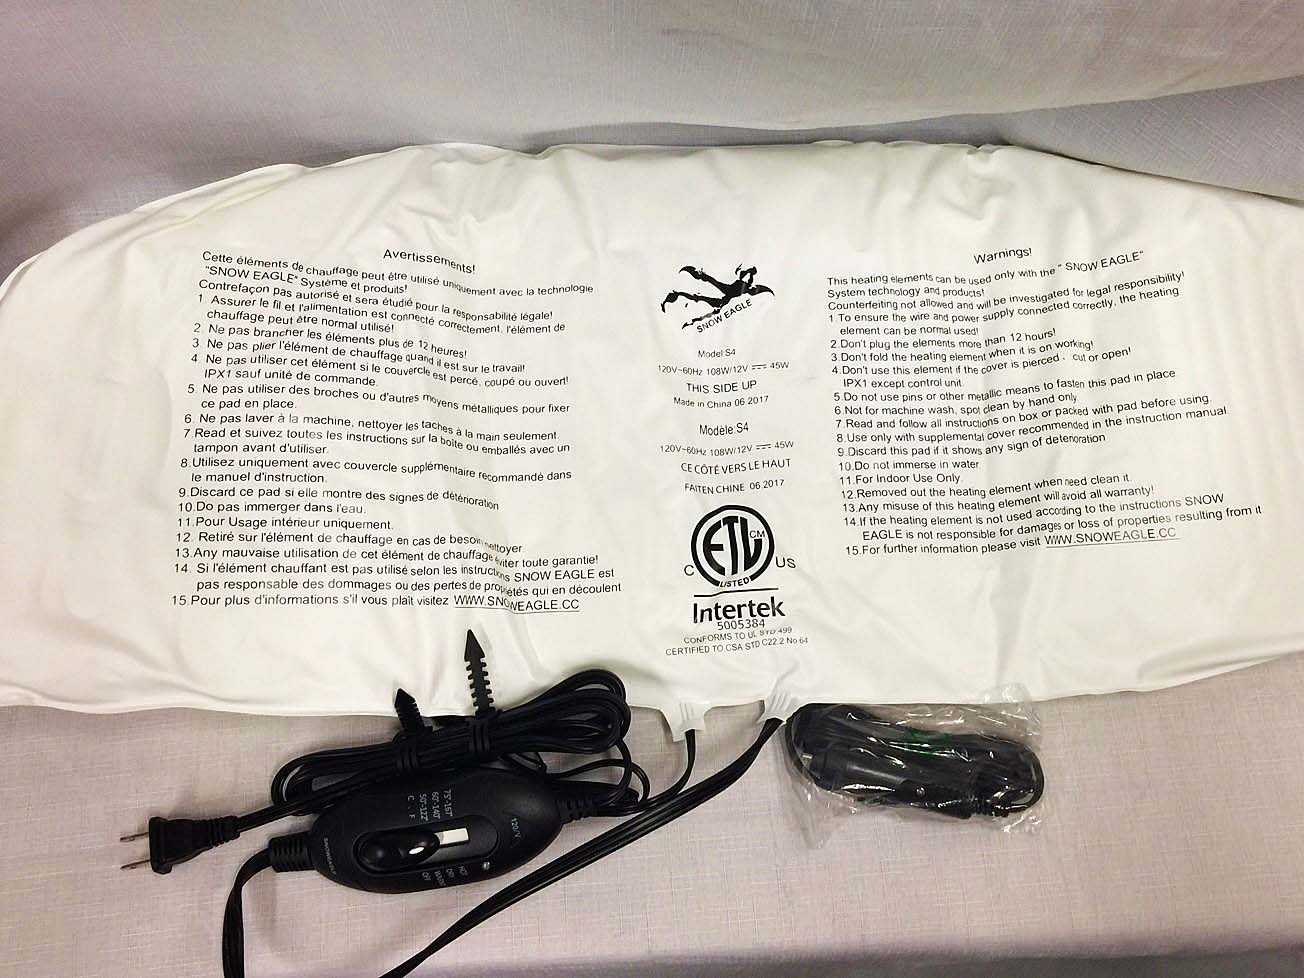 Avertissements!
Cette éléments de chauffage peut être utilisé uniquement avec la technologie
"SNOW EAGLE" Système et produits!
Contrefaçon pas autorisé et sera étudié pour la responsabilité légale!
1 Assurer le fil et l'alimentation est connecté correctement, l'élément de
chauffage peut être normal utilisé!
2. Ne pas brancher les éléments plus de 12 heures!
3. Ne pas plier l'élément de chauffage quand il est sur le travail!
4. Ne pas utiliser cet élément si le couvercle est percé, coupé ou ouvert!
IPX1 sauf unité de commande.
5. Ne pas utiliser des broches ou d'autres moyens métalliques pour fixer
ce pad en place.
6. Ne pas laver à la machine, nettoyer les taches à la main seulement
7.Read et suivez toutes les instructions sur la boîte ou emballés avec un
tampon avant d'utiliser.
8.Utilisez uniquement avec couvercle supplémentaire recommandé dans
le manuel d'instruction.
9.Discard ce pad si elle montre des signes de détérioration
10.Do pas immerger dans l'eau.
11.Pour Usage intérieur uniquement.
12. Retiré sur l'élément de chauffage en cas de besoin nettoyer
13.Any mauvaise utilisation de cet élément de chauffage éviter toute garantie!
14. Si l'élément chauffant est pas utilisé selon les instructions SNOW EAGLE est
pas responsable des dommages ou des pertes de propriétés qui en découlent
15.Pour plus d'informations s'il vous plaît visitez WWW.SNOWEAGLE.CC
SNOW EAGLE
Model S4
120V~60Hz 108W/12V 45W
THIS SIDE UP
Made in China 06 2017
Modele:S4
120V~60Hz 108W/12V 45W
CE CÔTÉ VERS LE HAUT
FAITEN CHINE 06 2017
ETL CM
C LISTED US
Intertek
5005384
CONFORMS TO UL STD 499
CERTIFIED TO CSA STD C22.2 No 64
Warnings!
This heating elements can be used only with the " SNOW EAGLE"
System technology and products!
Counterfeiting not allowed and will be investigated for legal responsibility!
1.To ensure the wire and power supply connected correctly, the heating
element can be normal used!
2.Don't plug the elements more than 12 hours!
3.Don't fold the heating element when it is on working!
4.Don't use this element if the cover is pierced, cut or open!
IPX1 except control unit.
5.Do not use pins or other metallic means to fasten this pad in place.
6.Not for machine wash, spot clean by hand only
7.Read and follow all instructions on box or packed with pad before using.
8.Use only with supplemental cover recommended in the instruction manual.
9.Discard this pad if it shows any sign of deterioration
10.Do not immerse in water.
11.For Indoor Use Only.
12.Removed out the heating element when need clean it.
13.Any misuse of this heating element will avoid all warranty!
14.If the heating element is not used according to the instructions SNOW
EAGLE is not responsible for damages or loss of properties resulting from it
15.For further information please visit WWW.SNOWEAGLE.CC
75°-167°
60°-140°
50°-122°
C F
120/V
HOT
DRY
WARM
OFF
SNOWEAGLE